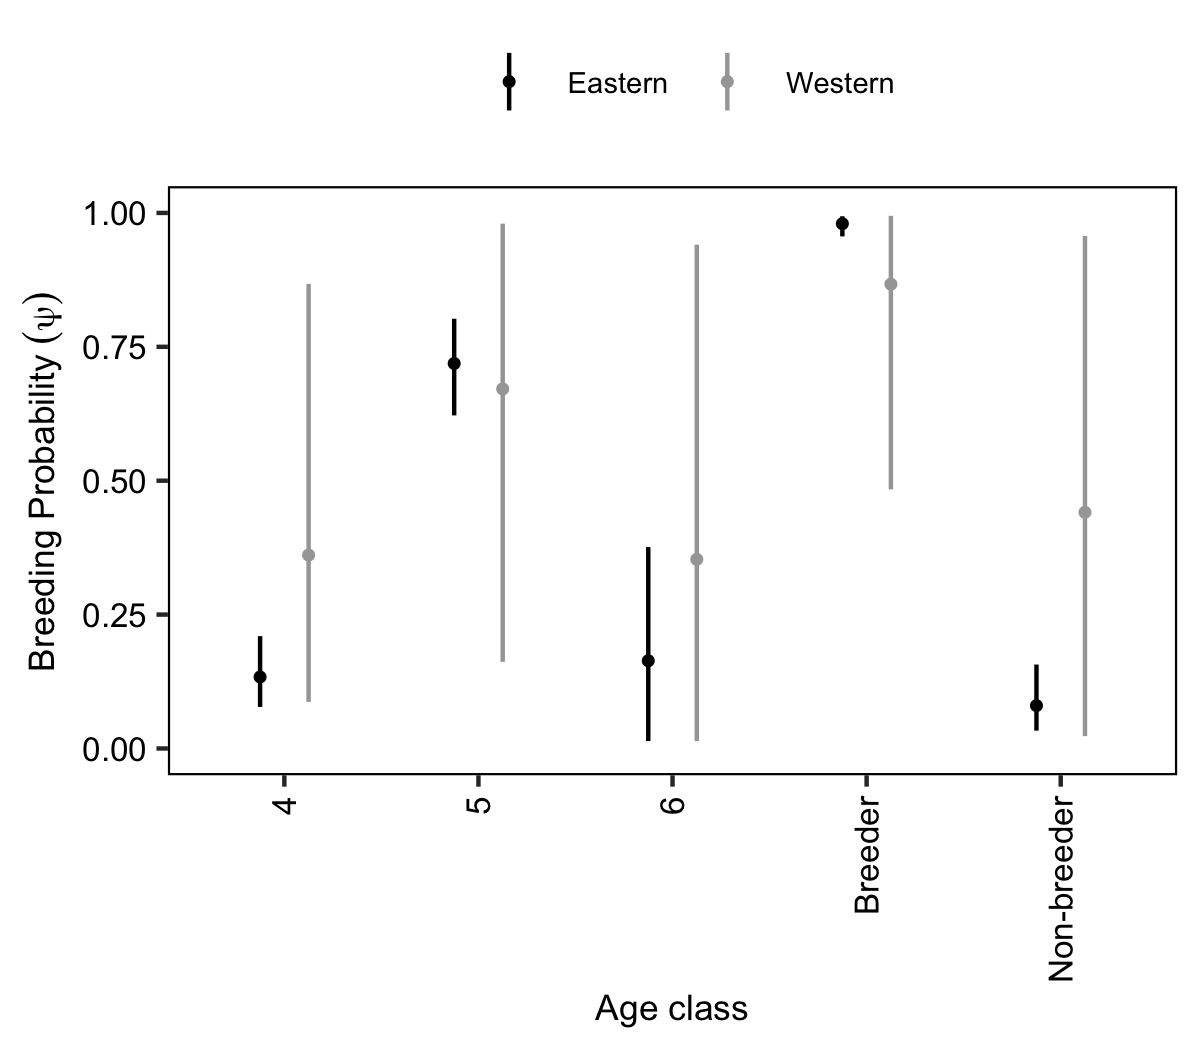 Eastern Western
1.00
0.75
0.50
0.25
0.00
Breeding Probability (ψ)
4 5 6 Breeder Non-breeder
Age class